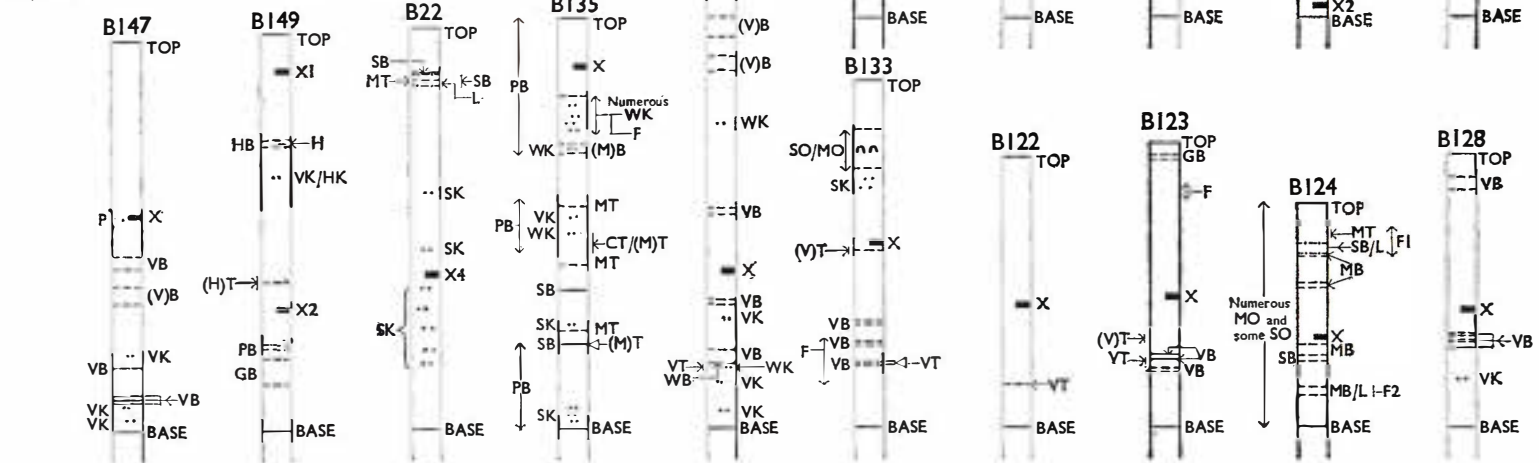 B147
TOP
P
X
VB
(V)B
VK
VB
VB
VK
VK
BASE
B149
TOP
X1
HB
H
VK/HK
(H)T
X2
PB
GB
BASE
B22
TOP
SB
MT
SB
L
SK
SK
X4
SK
BASE
B135
TOP
PB
X
Numerous
WK
F
WK
(M)B
PB
MT
VK
WK
CT/(M)T
MT
SB
SK
MT
SB
(M)T
PB
SK
BASE
(V)B
(V)B
WK
VB
X
VB
VK
VB
VT
WK
WB
VK
VK
BASE
BASE
B133
TOP
SO/MO
SK
(V)T
X
VB
F
VB
VB
VT
BASE
BASE
B122
TOP
X
VT
BASE
BASE
B123
TOP
GB
F
X
(V)T
VB
VB
BASE
X2
BASE
B124
TOP
MT
F1
SB/L
MB
Numerous
MO and
some SO
X
MB
SB
MB/L
F2
BASE
BASE
B128
TOP
VB
X
VB
VK
BASE